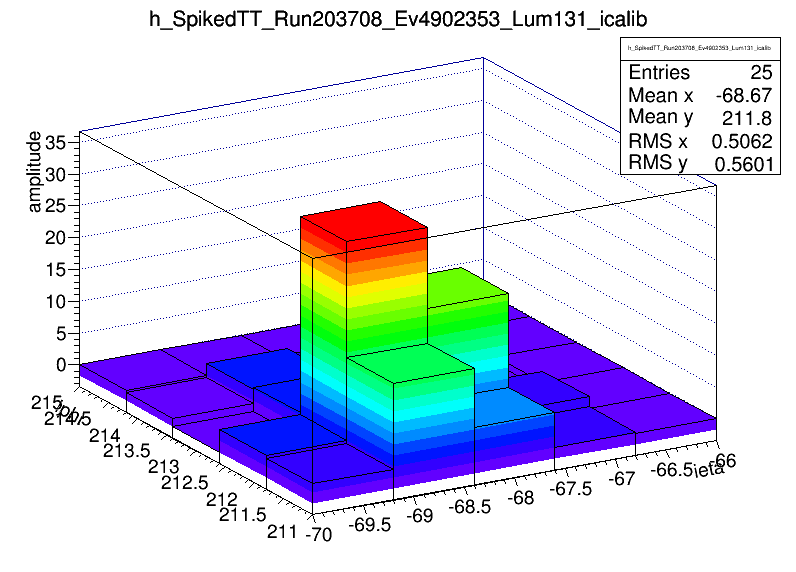 h_SpikedTT_Run203708_Ev4902353_Lum131_icalib
h_SpikedTT_Run203708_Ev4902353_Lum131_icalib
Entries 25
Mean x -68.67
Mean y 211.8
RMS x 0.5062
RMS y 0.5601
amplitude
35
30
25
20
15
10
5
0
215
214.5
214
213.5
213
212.5
212
211.5
211
-70
-69.5
-69
-68.5
-68
-67.5
-67
-66.5
-66
ieta